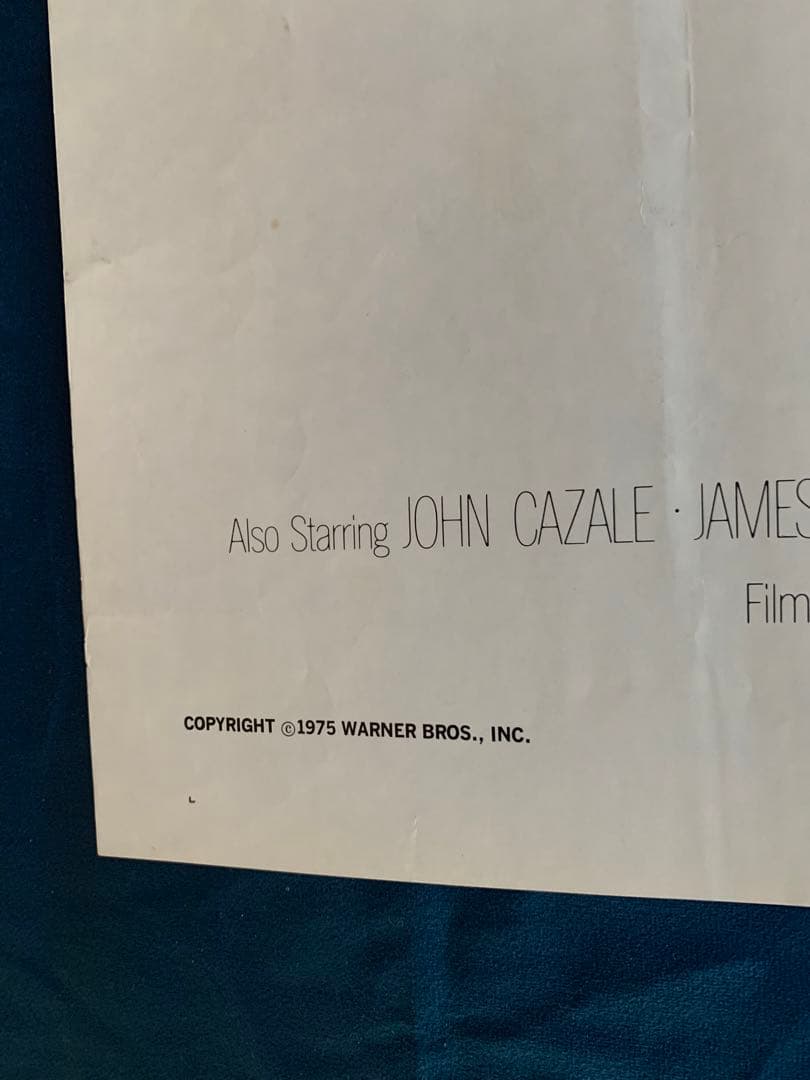 Also Starring JOHN CAZALE · JAMES
Film
COPYRIGHT ©1975 WARNER BROS., INC.
L